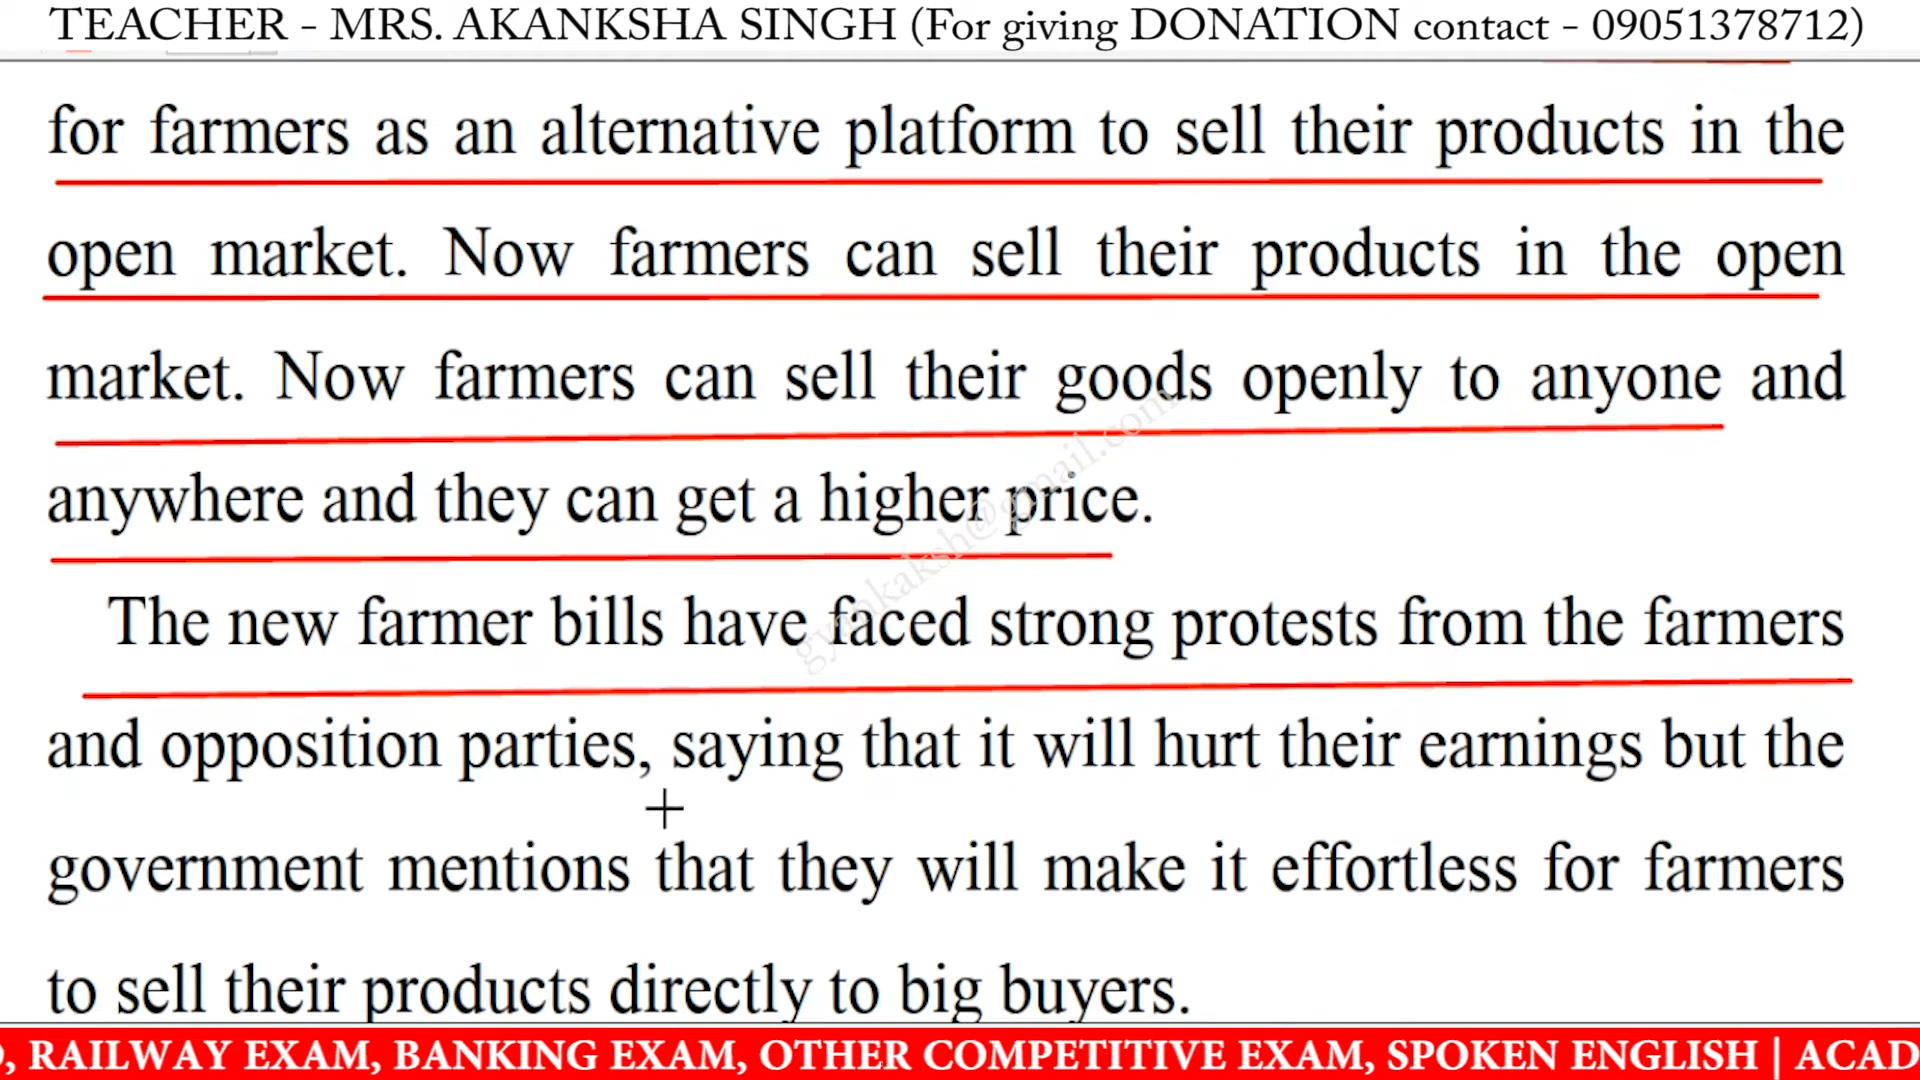 TEACHER - MRS. AKANKSHA SINGH (For giving DONATION contact - 09051378712)
for farmers as an alternative platform to sell their products in the
open market. Now farmers can sell their products in the open
market. Now farmers can sell their goods openly to anyone and
anywhere and they can get a higher price.
The new farmer bills have faced strong protests from the farmers
and opposition parties, saying that it will hurt their earnings but the
government mentions that they will make it effortless for farmers
to sell their products directly to big buyers.
, RAILWAY EXAM, BANKING EXAM, OTHER COMPETITIVE EXAM, SPOKEN ENGLISH | ACAD